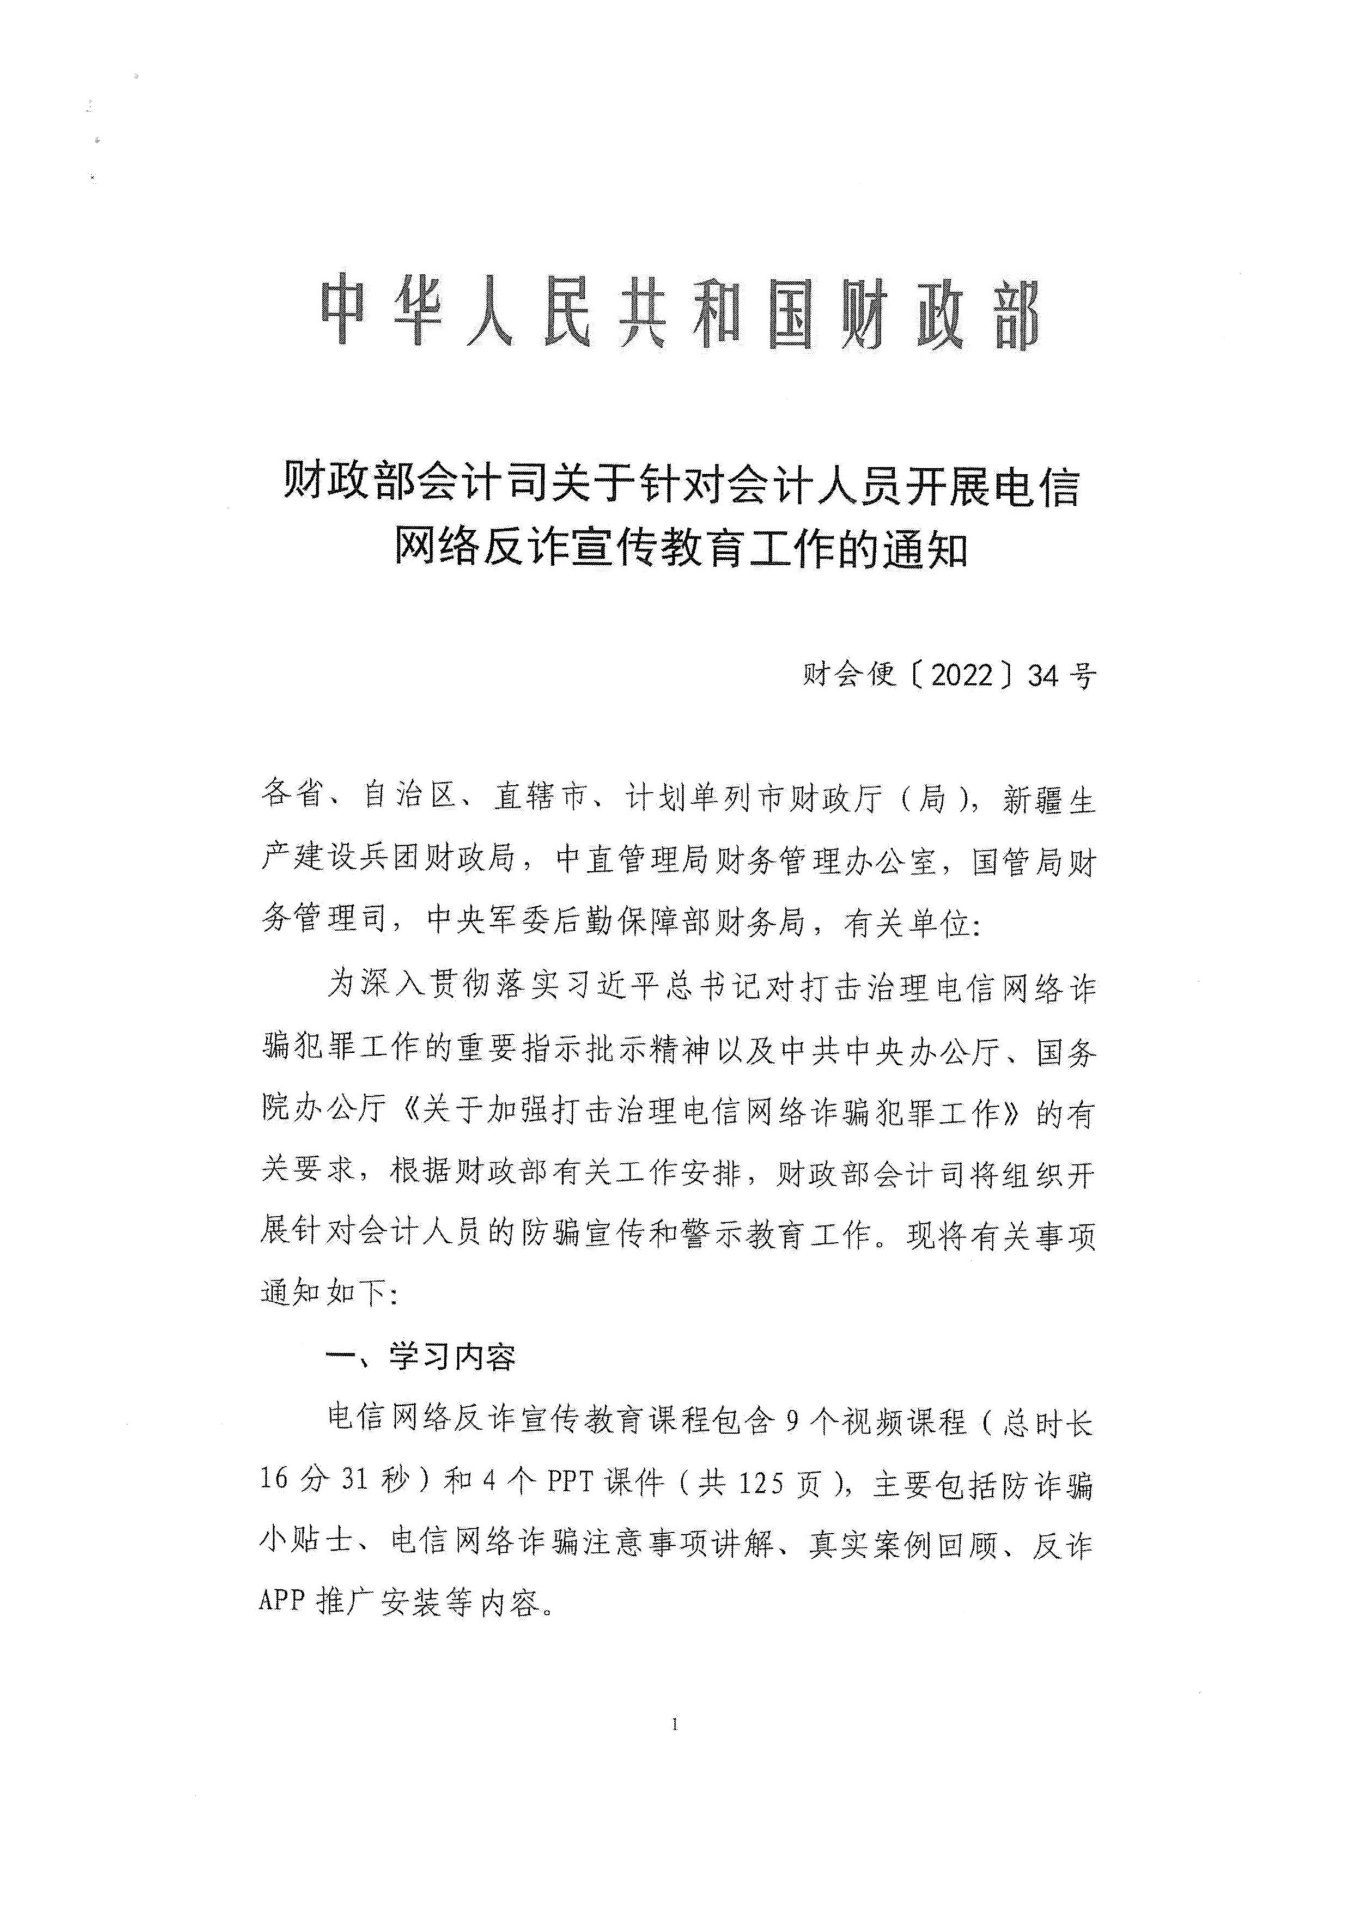 中华人民共和国财政部
财政部会计司关于针对会计人员开展电信
网络反诈宣传教育工作的通知
财会便〔2022〕34号
各省、自治区、直辖市、计划单列市财政厅（局），新疆生
产建设兵团财政局，中直管理局财务管理办公室，国管局财
务管理司，中央军委后勤保障部财务局，有关单位：
为深入贯彻落实习近平总书记对打击治理电信网络诈
骗犯罪工作的重要指示批示精神以及中共中央办公厅、国务
院办公厅《关于加强打击治理电信网络诈骗犯罪工作》的有
关要求，根据财政部有关工作安排，财政部会计司将组织开
展针对会计人员的防骗宣传和警示教育工作。现将有关事项
通知如下：
一、学习内容
电信网络反诈宣传教育课程包含9个视频课程（总时长
16分31秒）和4个PPT课件（共125页），主要包括防诈骗
小贴士、电信网络诈骗注意事项讲解、真实案例回顾、反诈
APP推广安装等内容。
1